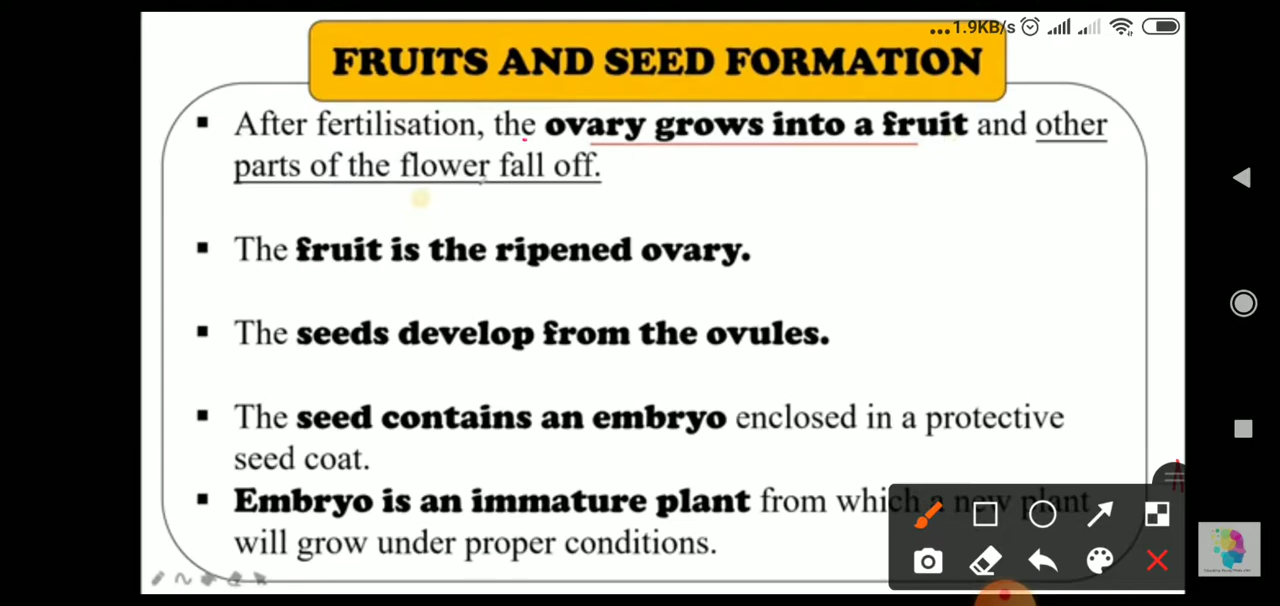 ...1.9KB/s
FRUITS AND SEED FORMATION
▪ After fertilisation, the ovary grows into a fruit and other
parts of the flower fall off.
▪ The fruit is the ripened ovary.
▪ The seeds develop from the ovules.
▪ The seed contains an embryo enclosed in a protective
seed coat.
▪ Embryo is an immature plant from which a new plant
will grow under proper conditions.